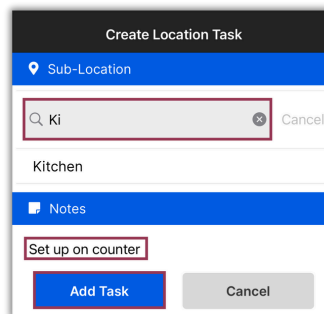 Create Location Task
Sub-Location
Ki
Cancel
Kitchen
Notes
Set up on counter
Add Task
Cancel